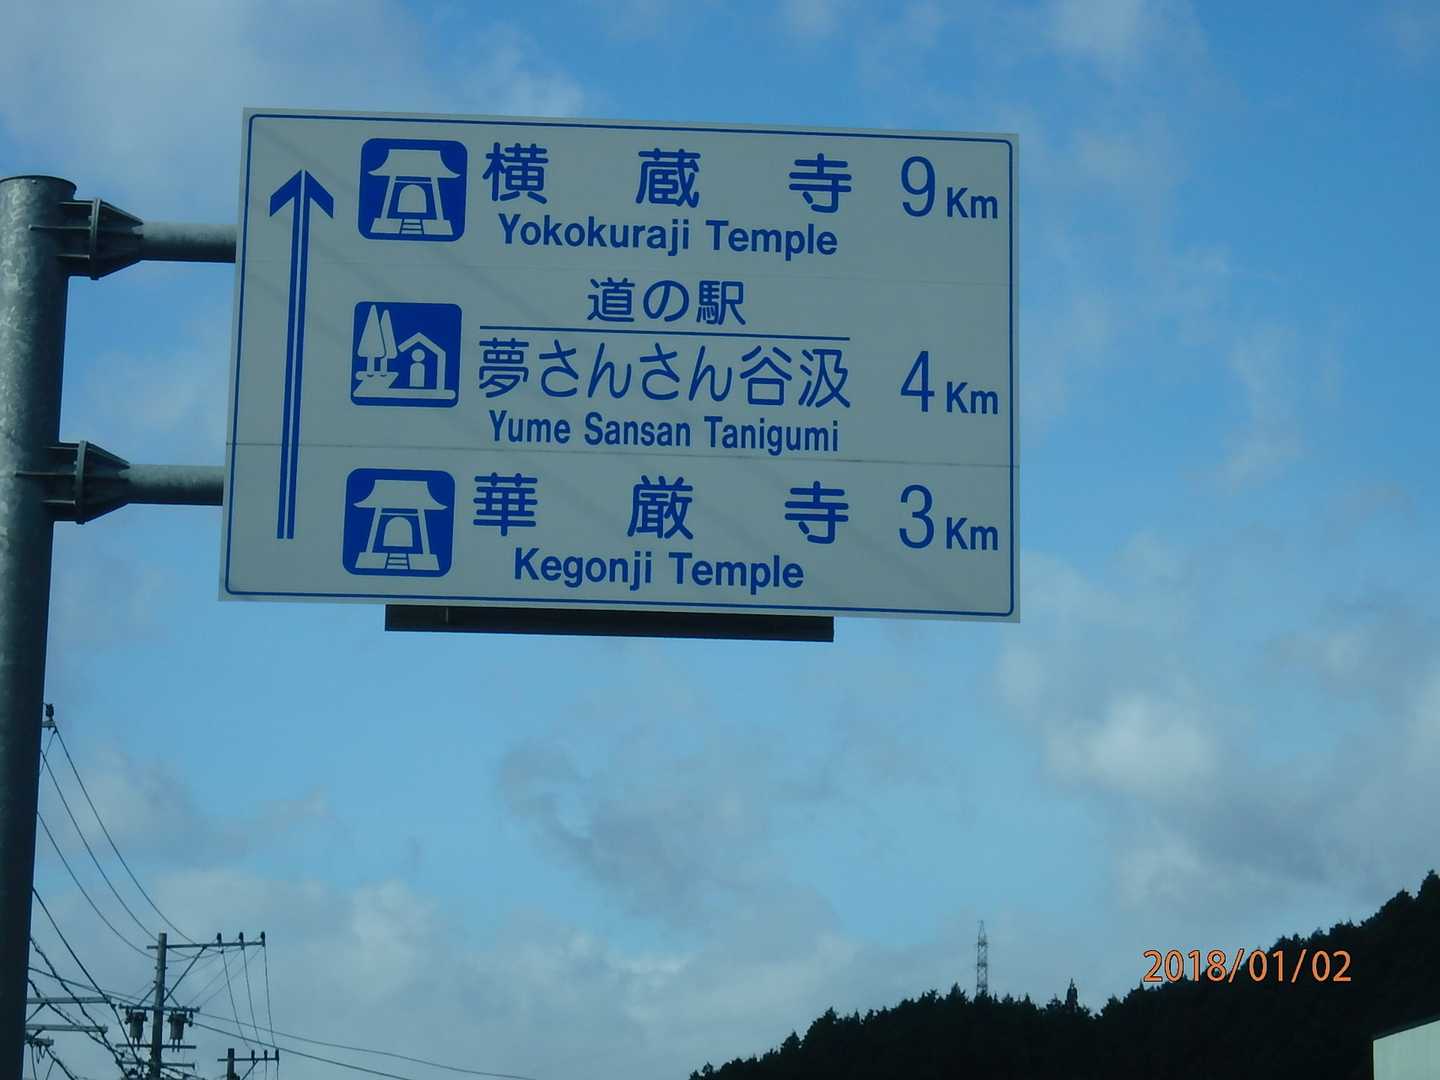 横蔵寺 9Km
Yokokuraji Temple
道の駅
夢さんさん谷汲 4Km
Yume Sansan Tanigumi
華厳寺 3Km
Kegonji Temple
2018/01/02